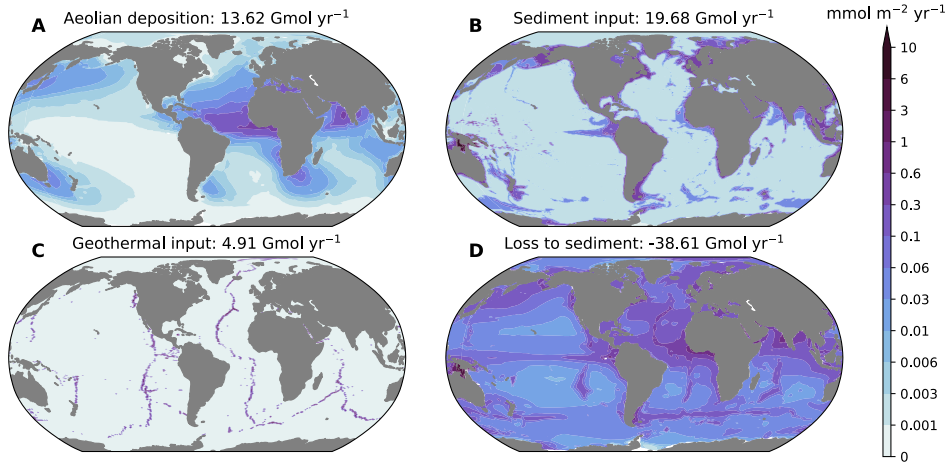 A
Aeolian deposition: 13.62 Gmol yr⁻¹
B
Sediment input: 19.68 Gmol yr⁻¹
C
Geothermal input: 4.91 Gmol yr⁻¹
D
Loss to sediment: -38.61 Gmol yr⁻¹
mmol m⁻² yr⁻¹
10
6
3
1
0.6
0.3
0.1
0.06
0.03
0.01
0.006
0.003
0.001
0